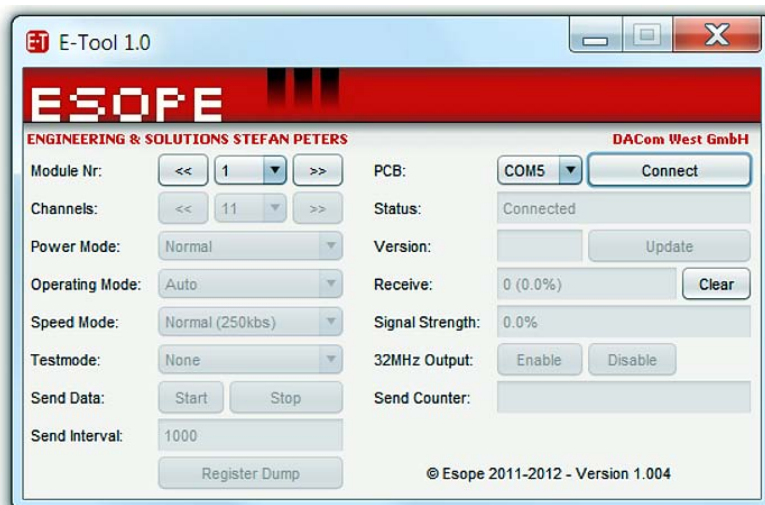 E-T E-Tool 1.0
ESOPE
ENGINEERING & SOLUTIONS STEFAN PETERS DACom West GmbH
Module Nr: << 1 >> PCB: COM5 Connect
Channels: << 11 >> Status: Connected
Power Mode: Normal Version: Update
Operating Mode: Auto Receive: 0 (0.0%) Clear
Speed Mode: Normal (250kbs) Signal Strength: 0.0%
Testmode: None 32MHz Output: Enable Disable
Send Data: Start Stop Send Counter:
Send Interval: 1000
Register Dump © Esope 2011-2012 - Version 1.004